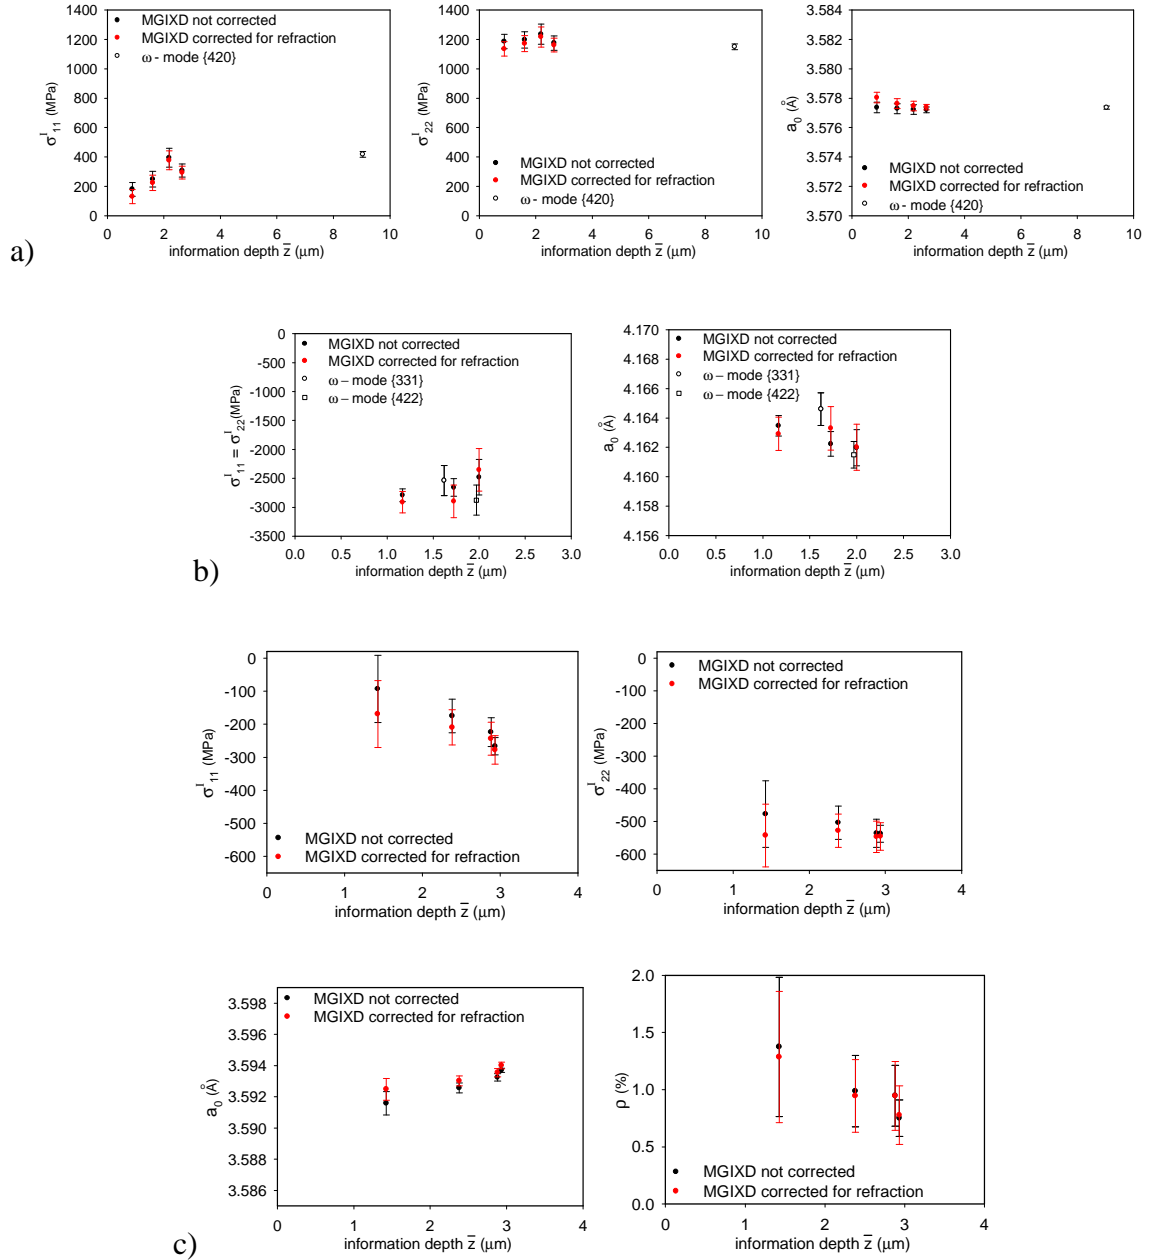 1400
1200
1000
800
600
400
200
0
σ^I_11 (MPa)
MGIXD not corrected
MGIXD corrected for refraction
ω - mode {420}
0 2 4 6 8 10
information depth z̅ (μm)
1400
1200
1000
800
600
400
200
0
σ^I_22 (MPa)
MGIXD not corrected
MGIXD corrected for refraction
ω - mode {420}
0 2 4 6 8 10
information depth z̅ (μm)
3.584
3.582
3.580
3.578
3.576
3.574
3.572
3.570
a_0 (Å)
MGIXD not corrected
MGIXD corrected for refraction
ω - mode {420}
0 2 4 6 8 10
information depth z̅ (μm)
a)
0
-500
-1000
-1500
-2000
-2500
-3000
-3500
σ^I_11 = σ^I_22 (MPa)
MGIXD not corrected
MGIXD corrected for refraction
ω – mode {331}
ω – mode {422}
0.0 0.5 1.0 1.5 2.0 2.5 3.0
information depth z̅ (μm)
4.170
4.168
4.166
4.164
4.162
4.160
4.158
4.156
a_0 (Å)
MGIXD not corrected
MGIXD corrected for refraction
ω – mode {331}
ω – mode {422}
0.0 0.5 1.0 1.5 2.0 2.5 3.0
information depth z̅ (μm)
b)
0
-100
-200
-300
-400
-500
-600
σ^I_11 (MPa)
MGIXD not corrected
MGIXD corrected for refraction
0 1 2 3 4
information depth z̅ (μm)
0
-100
-200
-300
-400
-500
-600
σ^I_22 (MPa)
MGIXD not corrected
MGIXD corrected for refraction
0 1 2 3 4
information depth z̅ (μm)
3.598
3.596
3.594
3.592
3.590
3.588
3.586
a_0 (Å)
MGIXD not corrected
MGIXD corrected for refraction
0 1 2 3 4
information depth z̅ (μm)
2.0
1.5
1.0
0.5
0.0
ρ (%)
MGIXD not corrected
MGIXD corrected for refraction
0 1 2 3 4
information depth z̅ (μm)
c)